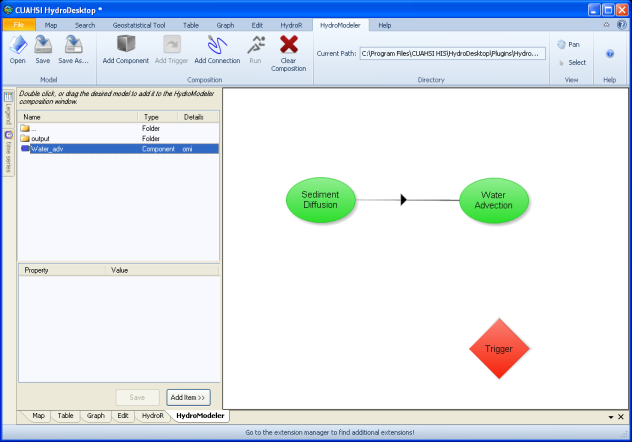 CUAHSI HydroDesktop *
File Map Search Geostatistical Tool Table Graph Edit HydroR HydroModeler Help
Open Save Save As... Add Component Add Trigger Add Connection Run Clear Composition Current Path: C:\Program Files\CUAHSI HIS\HydroDesktop\Plugins\Hydro... Pan Select
Model Composition Directory View Help
Legend
time series
Double click, or drag the desired model to add it to the HydroModeler
composition window.
Name Type Details
... Folder
output Folder
Water_adv Component omi
Property Value
Save Add Item >>
Sediment
Diffusion
Water
Advection
Trigger
Map Table Graph Edit HydroR HydroModeler
Go to the extension manager to find additional extensions!